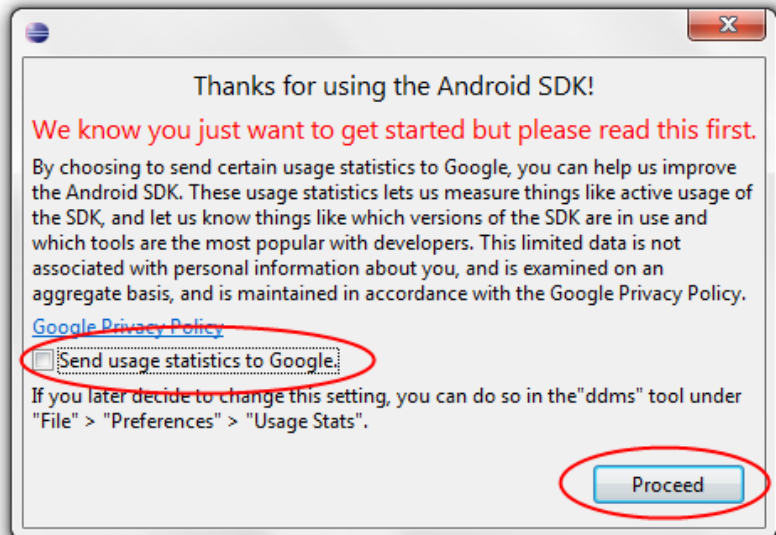 Thanks for using the Android SDK!
We know you just want to get started but please read this first.
By choosing to send certain usage statistics to Google, you can help us improve
the Android SDK. These usage statistics lets us measure things like active usage of
the SDK, and let us know things like which versions of the SDK are in use and
which tools are the most popular with developers. This limited data is not
associated with personal information about you, and is examined on an
aggregate basis, and is maintained in accordance with the Google Privacy Policy.
Google Privacy Policy
Send usage statistics to Google.
If you later decide to change this setting, you can do so in the"ddms" tool under
"File" > "Preferences" > "Usage Stats".
Proceed